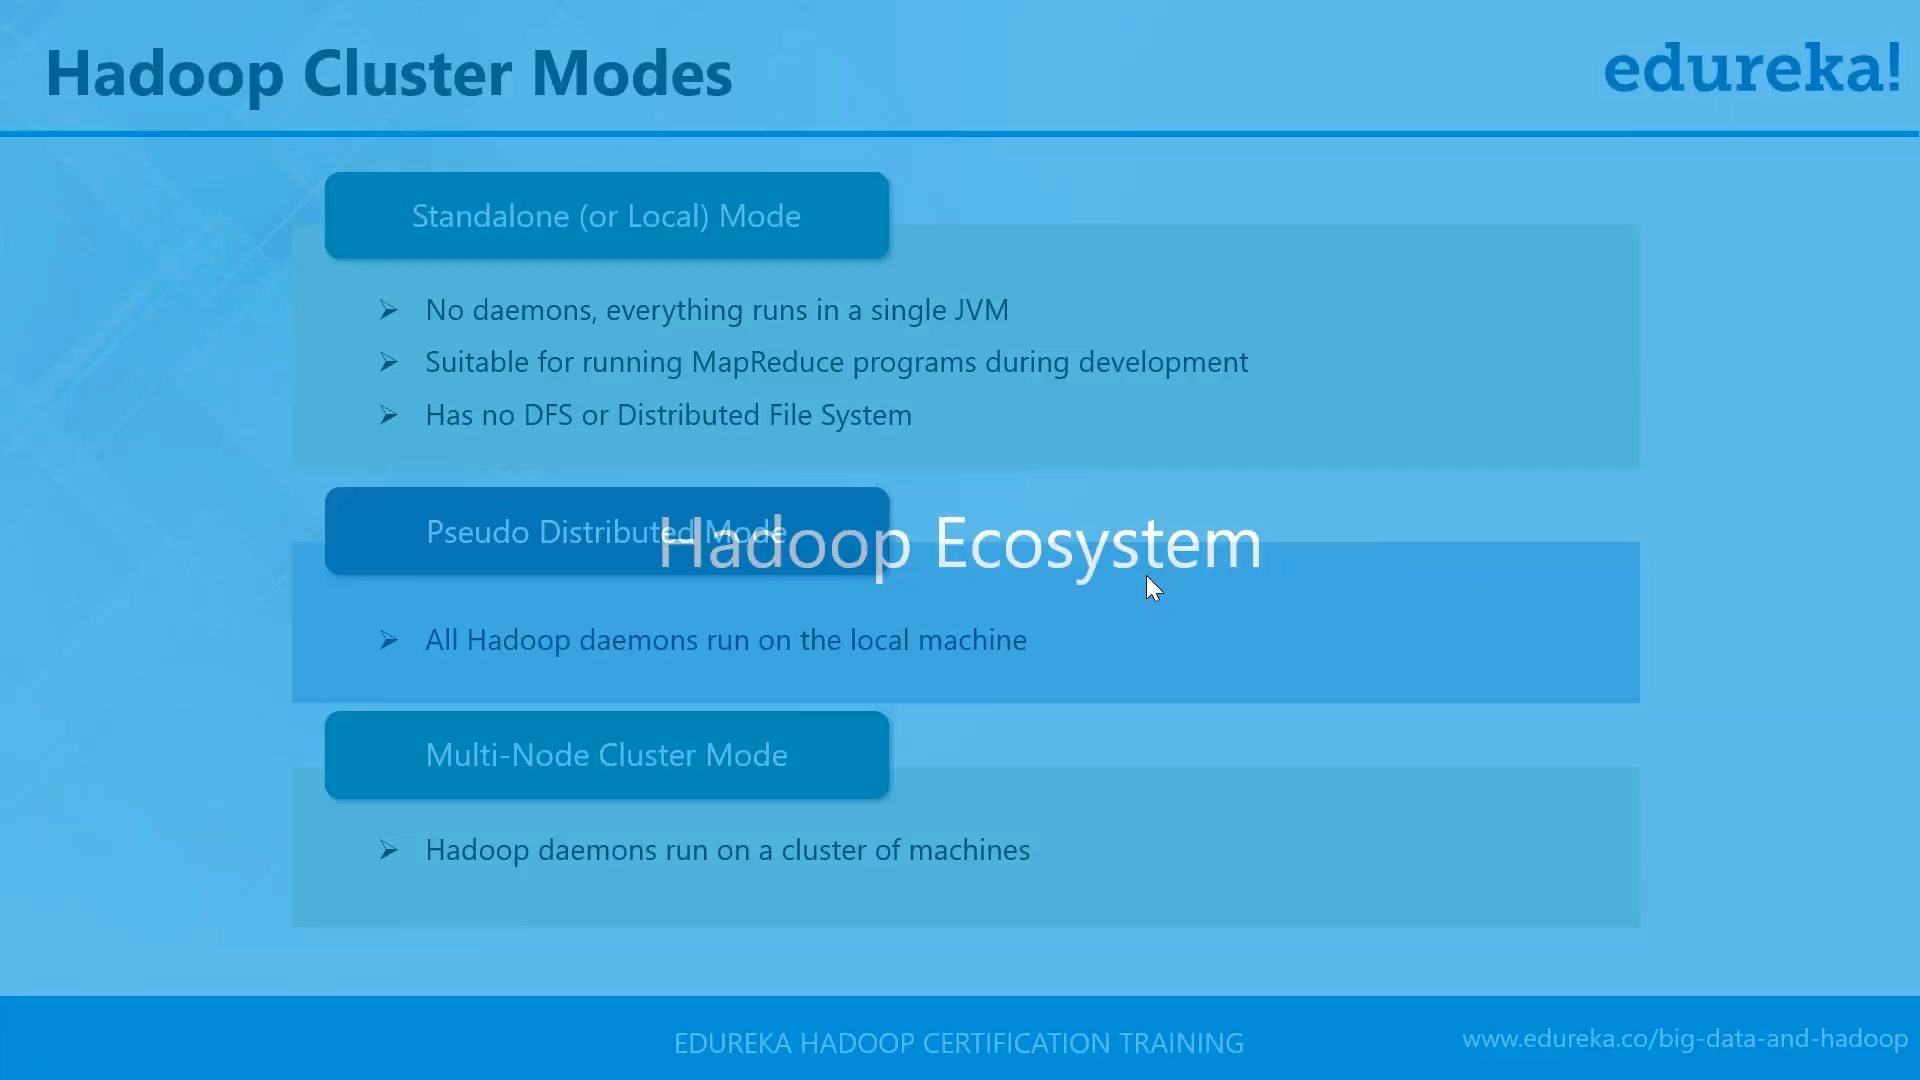 Hadoop Cluster Modes
edureka!
Standalone (or Local) Mode
No daemons, everything runs in a single JVM
Suitable for running MapReduce programs during development
Has no DFS or Distributed File System
Pseudo Distributed Mode
Hadoop Ecosystem
All Hadoop daemons run on the local machine
Multi-Node Cluster Mode
Hadoop daemons run on a cluster of machines
EDUREKA HADOOP CERTIFICATION TRAINING
www.edureka.co/big-data-and-hadoop